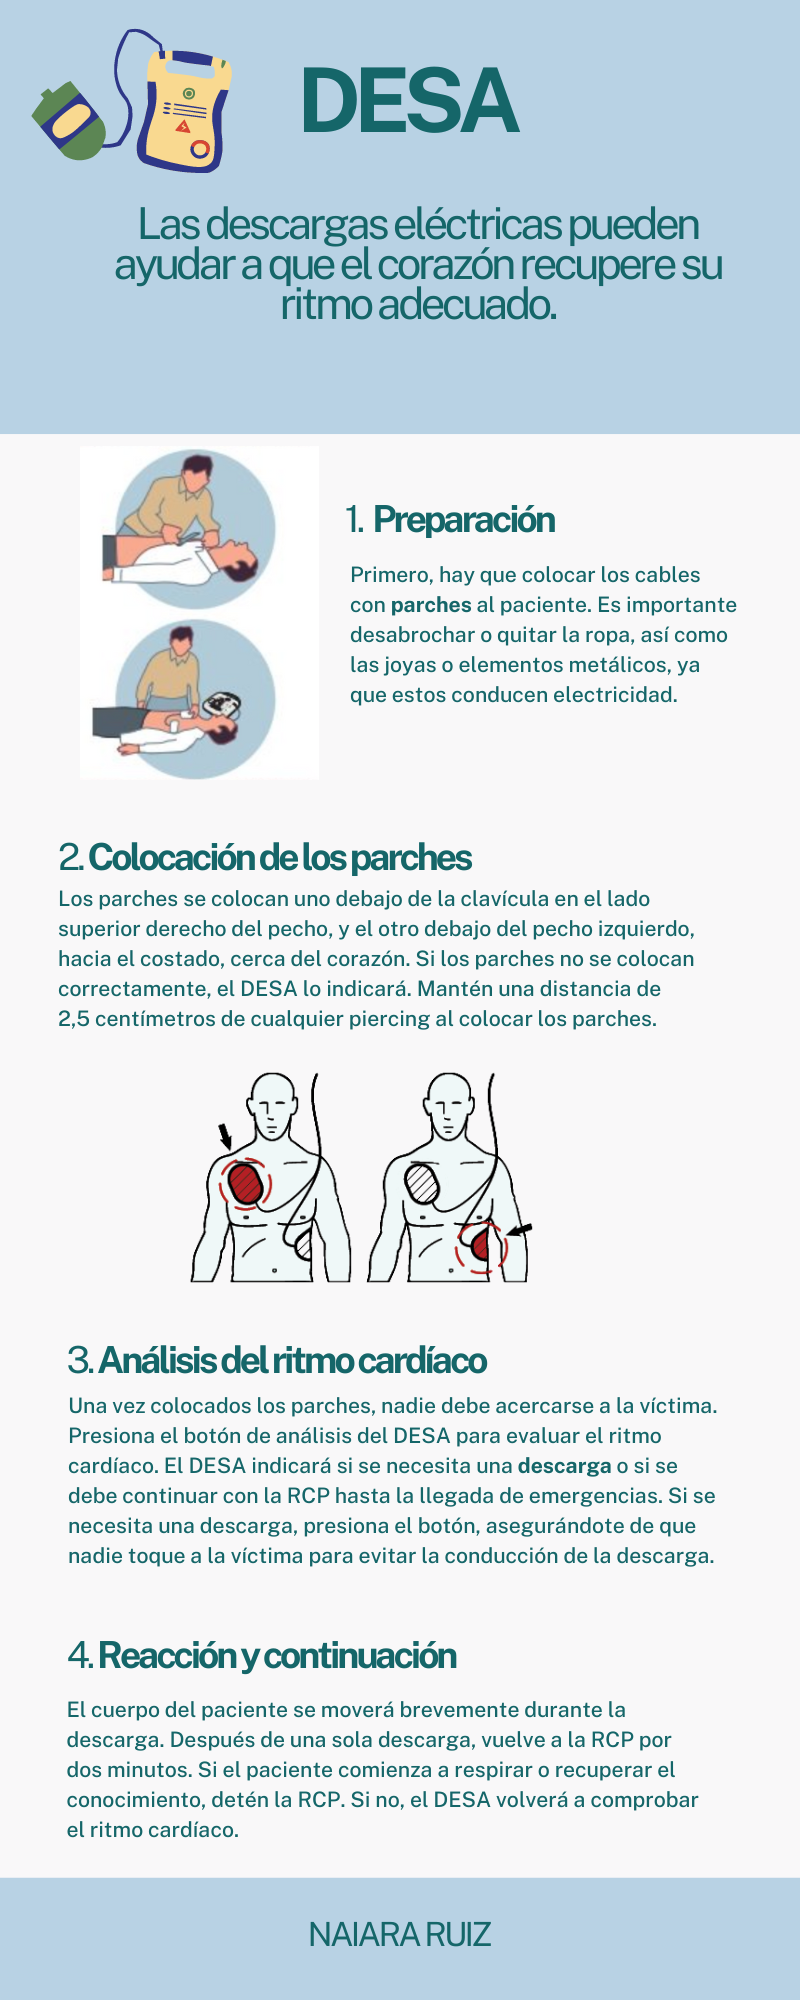 DESA
Las descargas eléctricas pueden
ayudar a que el corazón recupere su
ritmo adecuado.
1. Preparación
Primero, hay que colocar los cables
con parches al paciente. Es importante
desabrochar o quitar la ropa, así como
las joyas o elementos metálicos, ya
que estos conducen electricidad.
2. Colocación de los parches
Los parches se colocan uno debajo de la clavícula en el lado
superior derecho del pecho, y el otro debajo del pecho izquierdo,
hacia el costado, cerca del corazón. Si los parches no se colocan
correctamente, el DESA lo indicará. Mantén una distancia de
2,5 centímetros de cualquier piercing al colocar los parches.
3. Análisis del ritmo cardíaco
Una vez colocados los parches, nadie debe acercarse a la víctima.
Presiona el botón de análisis del DESA para evaluar el ritmo
cardíaco. El DESA indicará si se necesita una descarga o si se
debe continuar con la RCP hasta la llegada de emergencias. Si se
necesita una descarga, presiona el botón, asegurándote de que
nadie toque a la víctima para evitar la conducción de la descarga.
4. Reacción y continuación
El cuerpo del paciente se moverá brevemente durante la
descarga. Después de una sola descarga, vuelve a la RCP por
dos minutos. Si el paciente comienza a respirar o recuperar el
conocimiento, detén la RCP. Si no, el DESA volverá a comprobar
el ritmo cardíaco.
NAIARA RUIZ